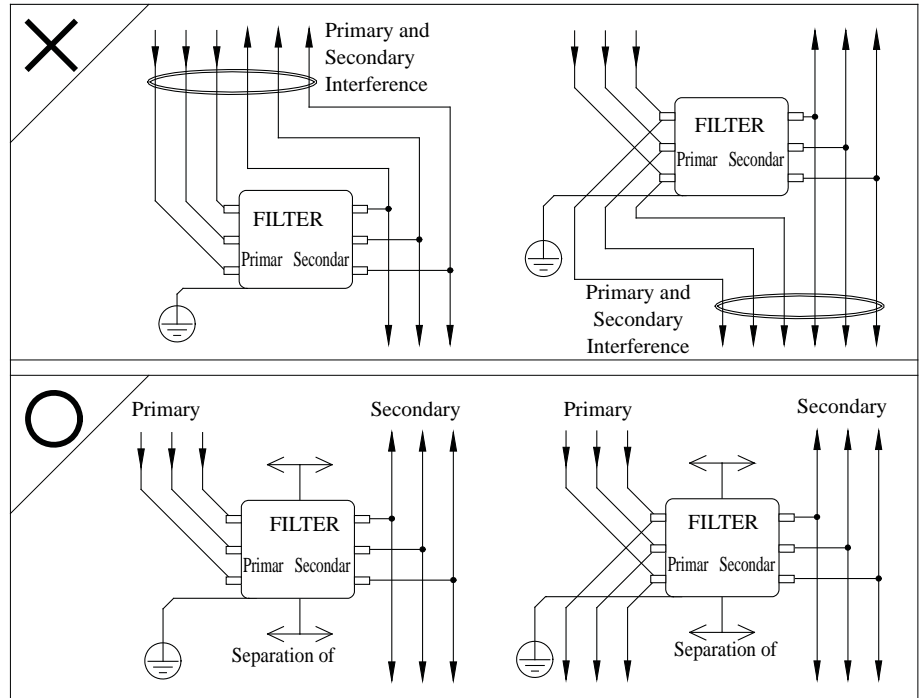 Primary and
Secondary
Interference
FILTER
Primar Secondar
FILTER
Primar Secondar
Primary and
Secondary
Interference
Primary
Secondary
FILTER
Primar Secondar
Separation of
Primary
Secondary
FILTER
Primar Secondar
Separation of